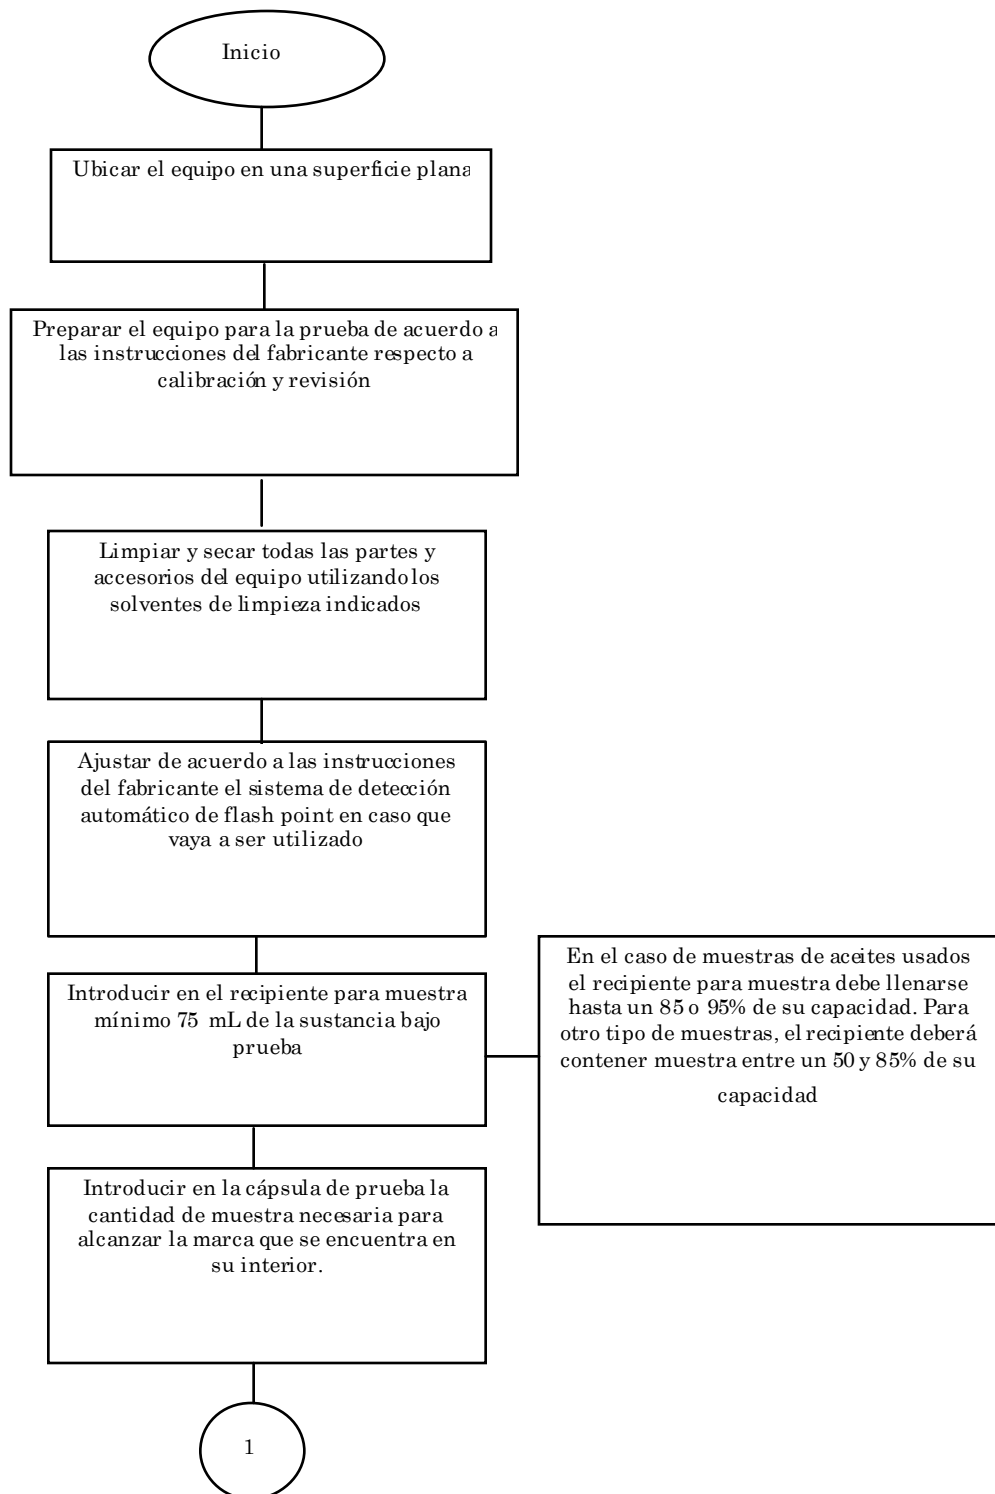 Inicio
Ubicar el equipo en una superficie plana
Preparar el equipo para la prueba de acuerdo a
las instrucciones del fabricante respecto a
calibración y revisión
Limpiar y secar todas las partes y
accesorios del equipo utilizando los
solventes de limpieza indicados
Ajustar de acuerdo a las instrucciones
del fabricante el sistema de detección
automático de flash point en caso que
vaya a ser utilizado
Introducir en el recipiente para muestra
mínimo 75 mL de la sustancia bajo
prueba
En el caso de muestras de aceites usados
el recipiente para muestra debe llenarse
hasta un 85 o 95% de su capacidad. Para
otro tipo de muestras, el recipiente deberá
contener muestra entre un 50 y 85% de su
capacidad
Introducir en la cápsula de prueba la
cantidad de muestra necesaria para
alcanzar la marca que se encuentra en
su interior.
1